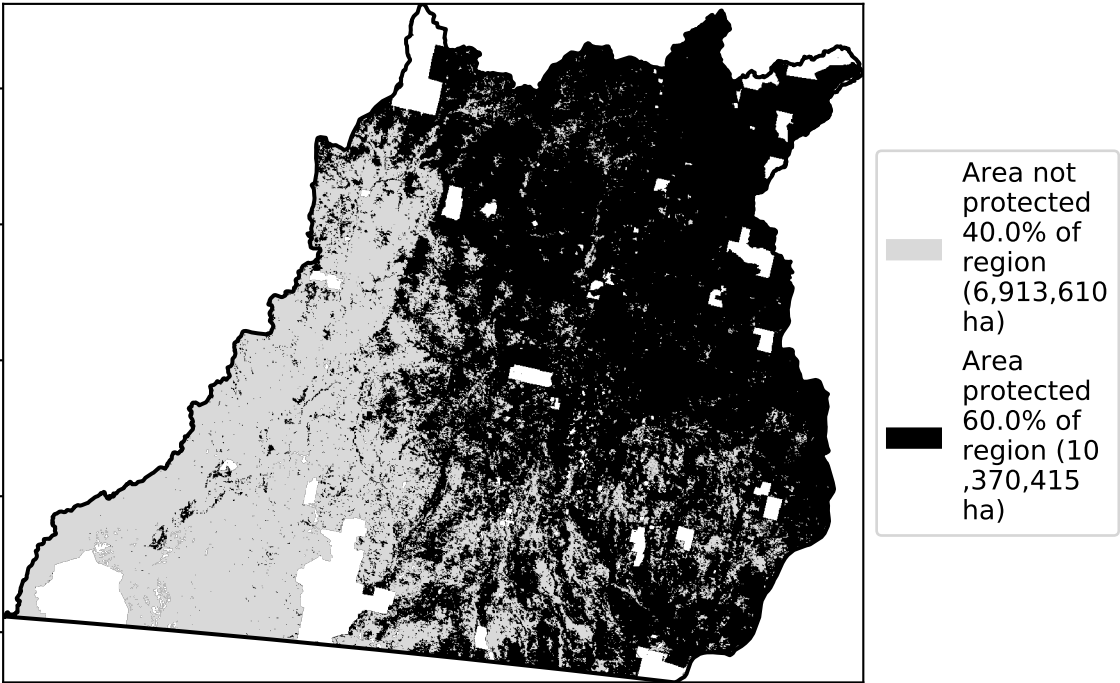 Area not
protected
40.0% of
region
(6,913,610
ha)
Area
protected
60.0% of
region (10
,370,415
ha)